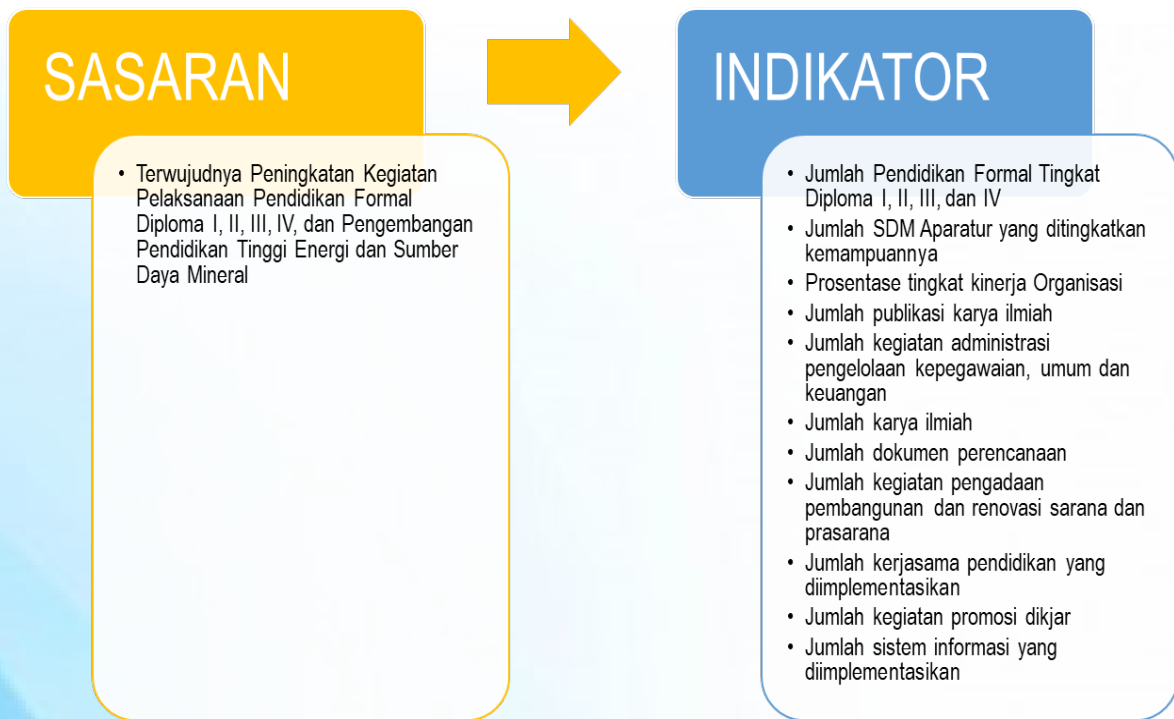 SASARAN
• Terwujudnya Peningkatan Kegiatan
Pelaksanaan Pendidikan Formal
Diploma I, II, III, IV, dan Pengembangan
Pendidikan Tinggi Energi dan Sumber
Daya Mineral
INDIKATOR
• Jumlah Pendidikan Formal Tingkat
Diploma I, II, III, dan IV
• Jumlah SDM Aparatur yang ditingkatkan
kemampuannya
• Prosentase tingkat kinerja Organisasi
• Jumlah publikasi karya ilmiah
• Jumlah kegiatan administrasi
pengelolaan kepegawaian, umum dan
keuangan
• Jumlah karya ilmiah
• Jumlah dokumen perencanaan
• Jumlah kegiatan pengadaan
pembangunan dan renovasi sarana dan
prasarana
• Jumlah kerjasama pendidikan yang
diimplementasikan
• Jumlah kegiatan promosi dikjar
• Jumlah sistem informasi yang
diimplementasikan